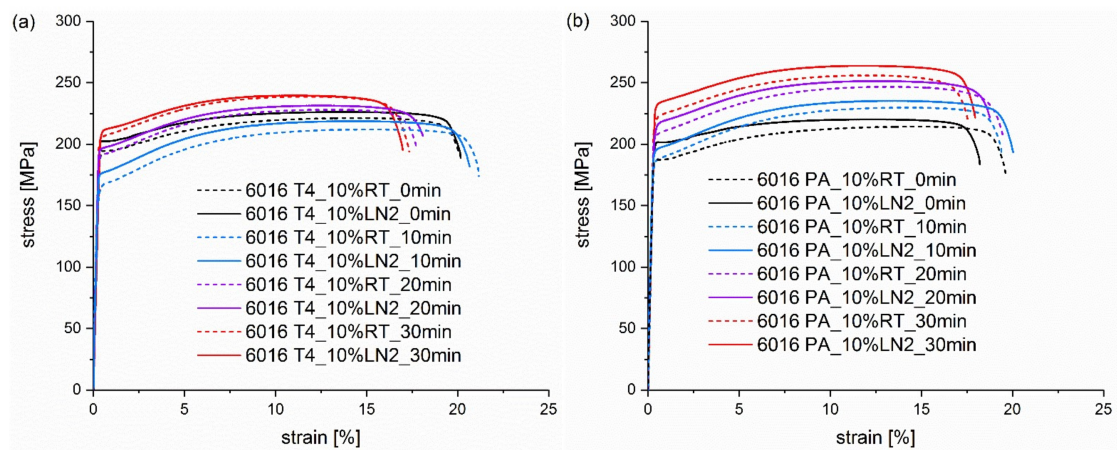 (a)
300
250
200
150
100
50
0
stress [MPa]
6016 T4_10%RT_0min
6016 T4_10%LN2_0min
6016 T4_10%RT_10min
6016 T4_10%LN2_10min
6016 T4_10%RT_20min
6016 T4_10%LN2_20min
6016 T4_10%RT_30min
6016 T4_10%LN2_30min
0 5 10 15 20 25
strain [%]
(b)
300
250
200
150
100
50
0
stress [MPa]
6016 PA_10%RT_0min
6016 PA_10%LN2_0min
6016 PA_10%RT_10min
6016 PA_10%LN2_10min
6016 PA_10%RT_20min
6016 PA_10%LN2_20min
6016 PA_10%RT_30min
6016 PA_10%LN2_30min
0 5 10 15 20 25
strain [%]